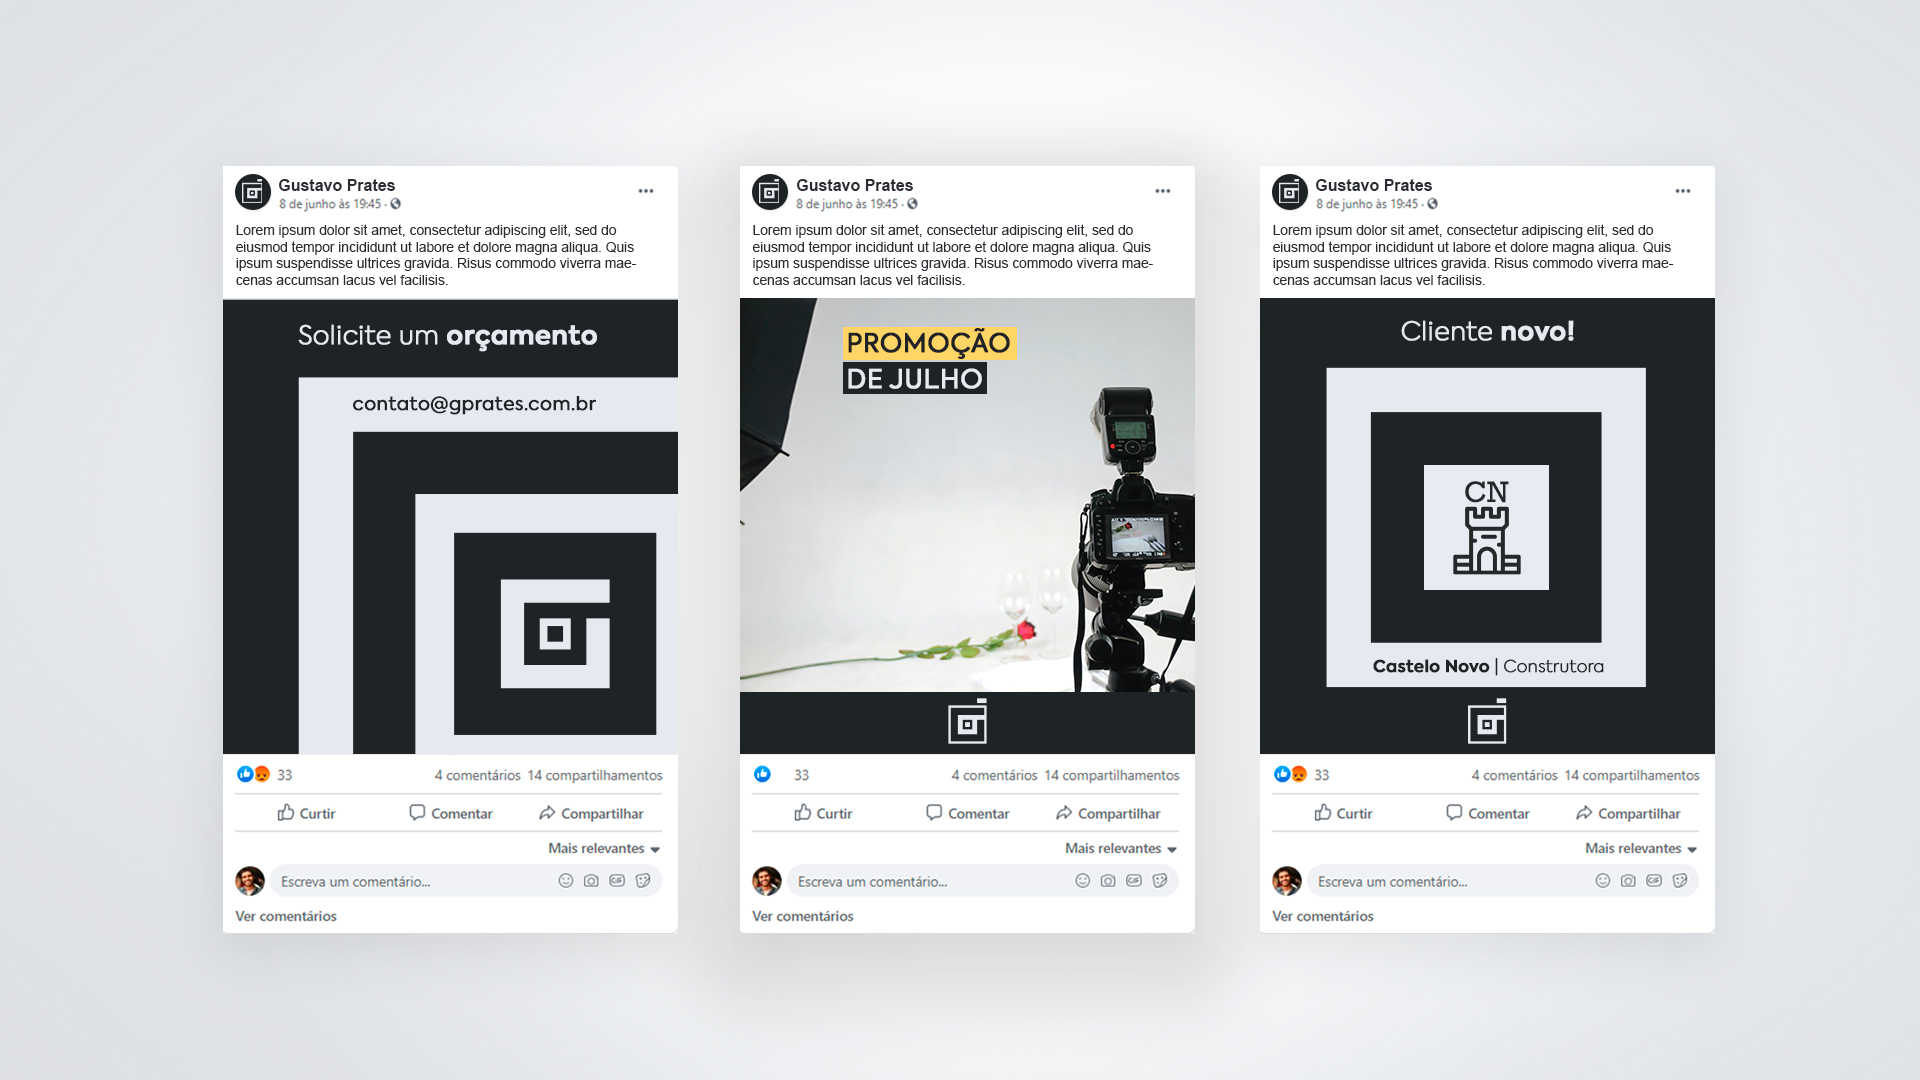 Gustavo Prates
8 de junho às 19:45 ·
Lorem ipsum dolor sit amet, consectetur adipiscing elit, sed do
eiusmod tempor incididunt ut labore et dolore magna aliqua. Quis
ipsum suspendisse ultrices gravida. Risus commodo viverra mae-
cenas accumsan lacus vel facilisis.
Solicite um orçamento
contato@gprates.com.br
33
4 comentários 14 compartilhamentos
Curtir Comentar Compartilhar
Mais relevantes
Escreva um comentário...
GIF
Ver comentários
Gustavo Prates
8 de junho às 19:45 ·
Lorem ipsum dolor sit amet, consectetur adipiscing elit, sed do
eiusmod tempor incididunt ut labore et dolore magna aliqua. Quis
ipsum suspendisse ultrices gravida. Risus commodo viverra mae-
cenas accumsan lacus vel facilisis.
PROMOÇÃO
DE JULHO
33
4 comentários 14 compartilhamentos
Curtir Comentar Compartilhar
Mais relevantes
Escreva um comentário...
GIF
Ver comentários
Gustavo Prates
8 de junho às 19:45 ·
Lorem ipsum dolor sit amet, consectetur adipiscing elit, sed do
eiusmod tempor incididunt ut labore et dolore magna aliqua. Quis
ipsum suspendisse ultrices gravida. Risus commodo viverra mae-
cenas accumsan lacus vel facilisis.
Cliente novo!
CN
Castelo Novo | Construtora
33
4 comentários 14 compartilhamentos
Curtir Comentar Compartilhar
Mais relevantes
Escreva um comentário...
GIF
Ver comentários